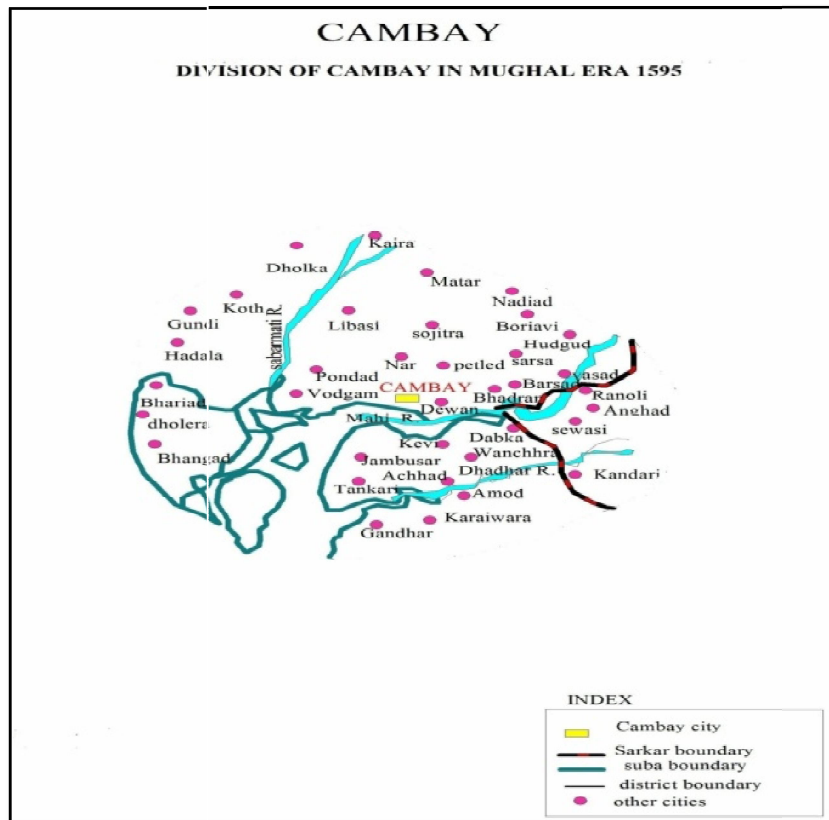 CAMBAY
DIVISION OF CAMBAY IN MUGHAL ERA 1595
Kaira
Dholka
Matar
Nadiad
Koth
Gundi
Libasi
sojitra
Boriavi
Hudgud
Hadala
sabarmati R.
Nar
petled
sarsa
vasad
Pondad
CAMBAY
Barsad
Bhadran
Ranoli
Bhariad
Vodgam
Dewan
Anghad
dholera
Mahi R.
Dabka
sewasi
Kevi
Bhangad
Jambusar
Wanchhra
Achhad
Dhadhar R.
Kandari
Tankari
Amod
Karaiwara
Gandhar
INDEX
Cambay city
Sarkar boundary
suba boundary
district boundary
other cities